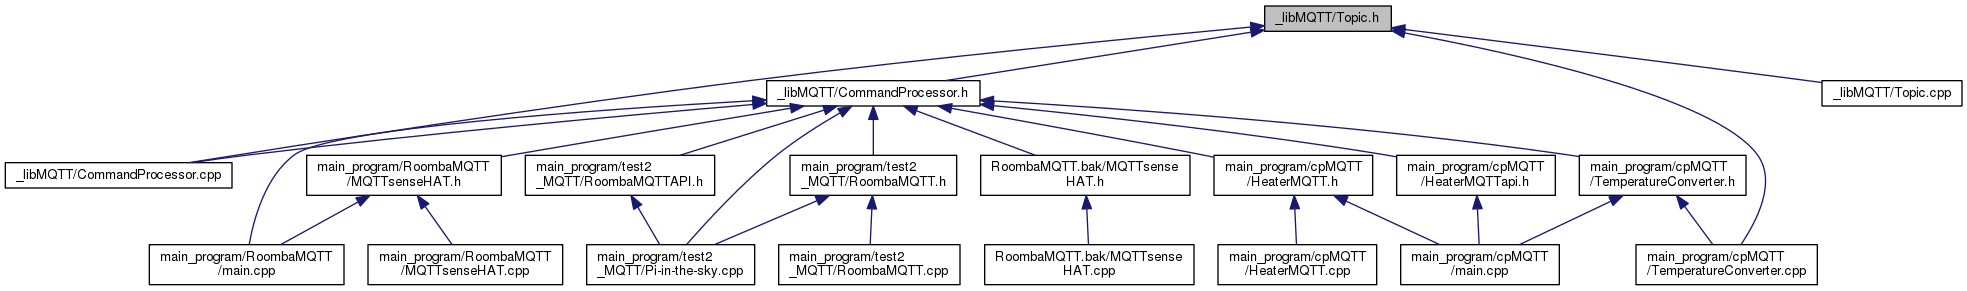 _libMQTT/Topic.h
_libMQTT/CommandProcessor.h
_libMQTT/Topic.cpp
_libMQTT/CommandProcessor.cpp
main_program/RoombaMQTT
/MQTTsenseHAT.h
main_program/test2
_MQTT/RoombaMQTTAPI.h
main_program/test2
_MQTT/RoombaMQTT.h
RoombaMQTT.bak/MQTTsense
HAT.h
main_program/cpMQTT
/HeaterMQTT.h
main_program/cpMQTT
/HeaterMQTTapi.h
main_program/cpMQTT
/TemperatureConverter.h
main_program/RoombaMQTT
/main.cpp
main_program/RoombaMQTT
/MQTTsenseHAT.cpp
main_program/test2
_MQTT/Pi-in-the-sky.cpp
main_program/test2
_MQTT/RoombaMQTT.cpp
RoombaMQTT.bak/MQTTsense
HAT.cpp
main_program/cpMQTT
/HeaterMQTT.cpp
main_program/cpMQTT
/main.cpp
main_program/cpMQTT
/TemperatureConverter.cpp